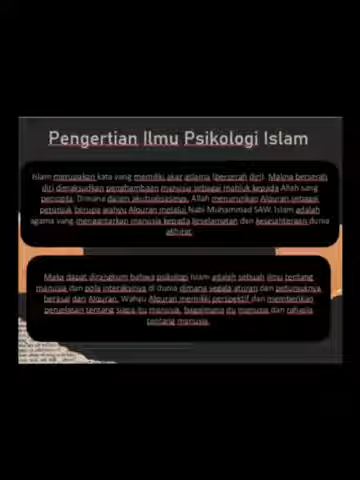 Pengertian Ilmu Psikologi Islam
Islam merupakan kata yang memiliki akar aslama (berserah diri). Makna berserah
diri dimaksudkan penghambaan manusia sebagai mahluk kepada Allah sang
pencipta. Dimana dalam akutualisasinya, Allah menurunkan Alquran sebagai
petunjuk berupa wahyu Alquran melalui Nabi Muhammad SAW. Islam adalah
agama yang mengantarkan manusia kepada keselamatan dan kesejahteraan dunia
akhirat.
Maka dapat dirangkum bahwa psikologi Islam adalah sebuah ilmu tentang
manusia dan pola interaksinya di dunia dimana segala aturan dan petunjuknya
berasal dari Alquran. Wahyu Alquran memiliki perspektif dan memberikan
penjelasan tentang siapa itu manusia, bagaimana itu manusia dan rahasia
tentang manusia.